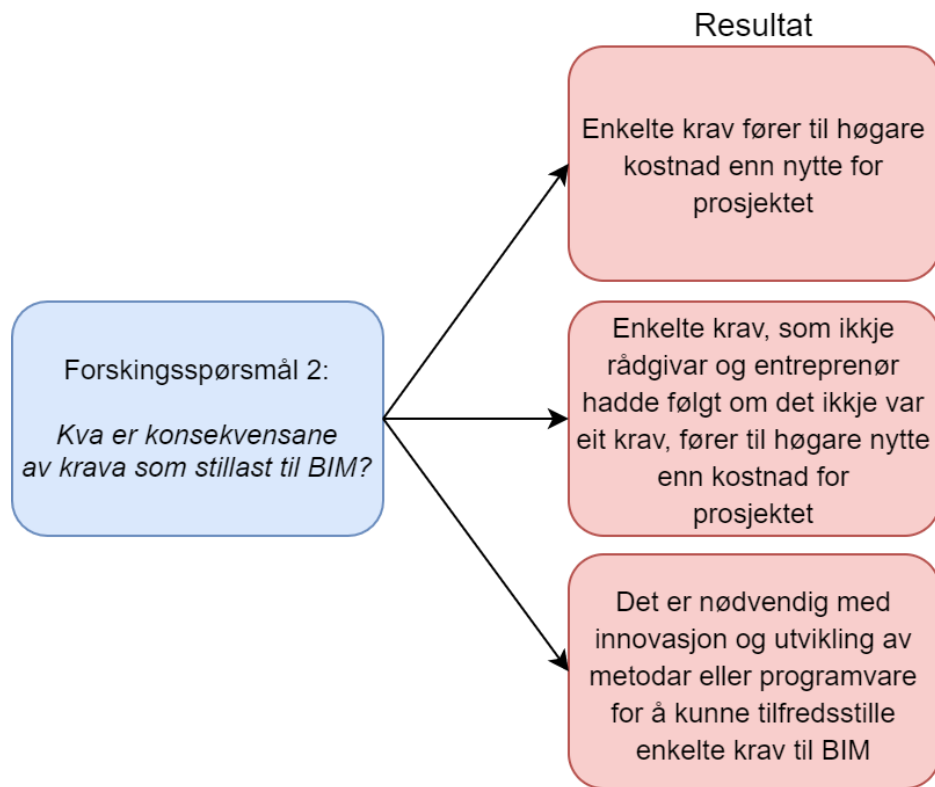 Resultat
Enkelte krav fører til høgare
kostnad enn nytte for
prosjektet
Forskingsspørsmål 2:
Kva er konsekvensane
av krava som stillast til BIM?
Enkelte krav, som ikkje
rådgivar og entreprenør
hadde følgt om det ikkje var
eit krav, fører til høgare nytte
enn kostnad for
prosjektet
Det er nødvendig med
innovasjon og utvikling av
metodar eller programvare
for å kunne tilfredsstille
enkelte krav til BIM